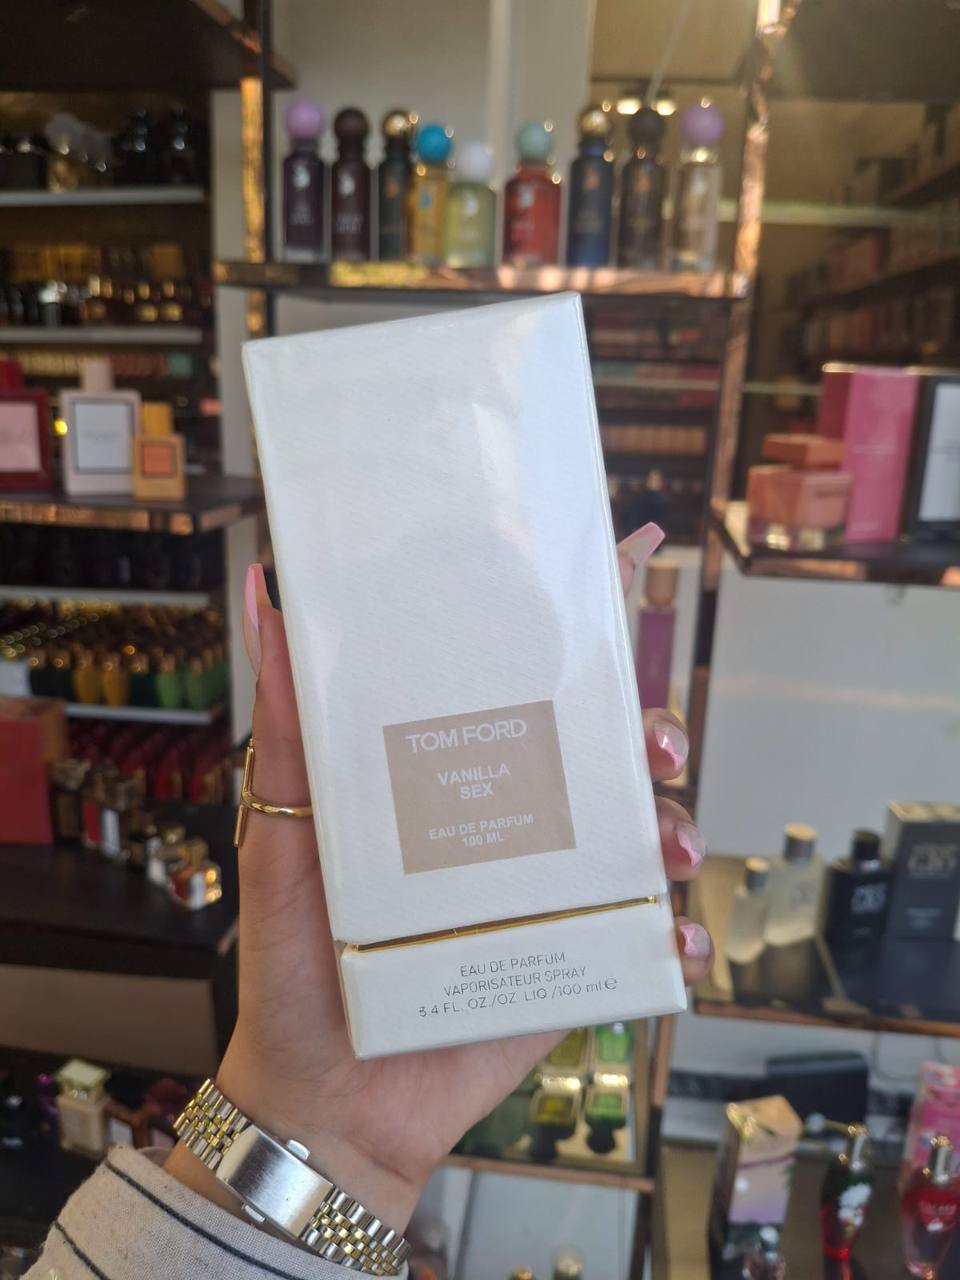 TOM FORD
VANILLA
SEX
EAU DE PARFUM
100 ML
EAU DE PARFUM
VAPORISATEUR SPRAY
3.4 FL. OZ./OZ. LIQ /100 ml e